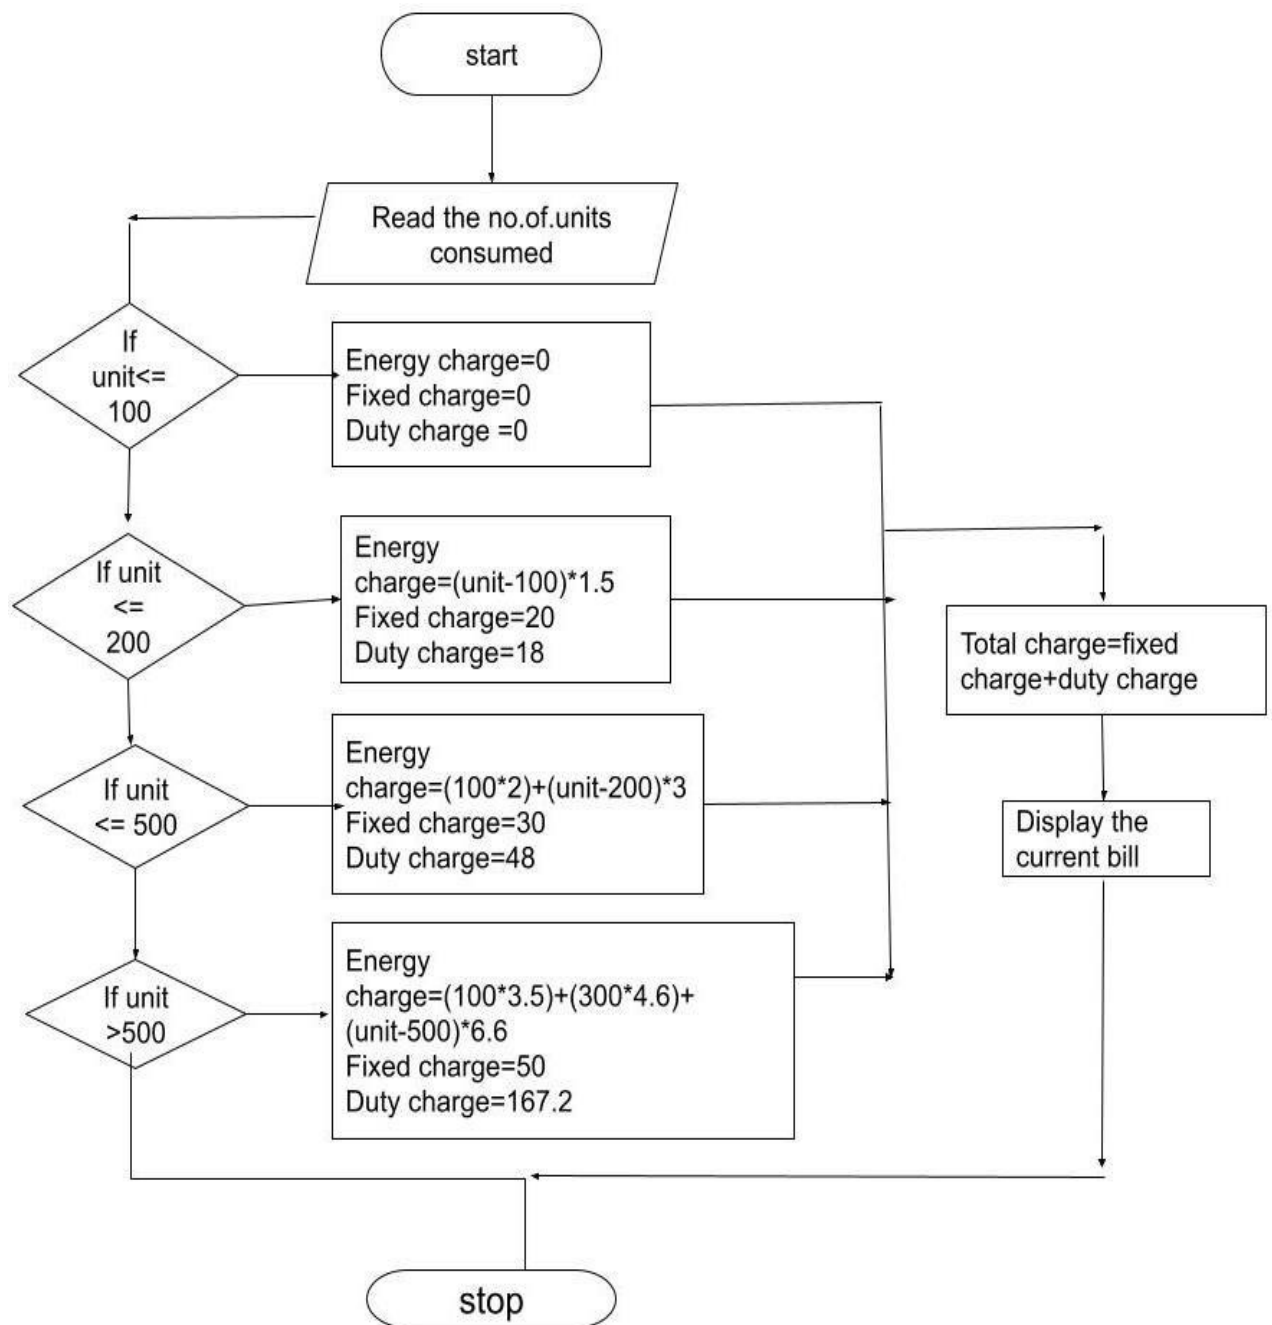 start
Read the no.of.units
consumed
If
unit<=
100
Energy charge=0
Fixed charge=0
Duty charge =0
If unit
<=
200
Energy
charge=(unit-100)*1.5
Fixed charge=20
Duty charge=18
If unit
<= 500
Energy
charge=(100*2)+(unit-200)*3
Fixed charge=30
Duty charge=48
If unit
>500
Energy
charge=(100*3.5)+(300*4.6)+
(unit-500)*6.6
Fixed charge=50
Duty charge=167.2
Total charge=fixed
charge+duty charge
Display the
current bill
stop